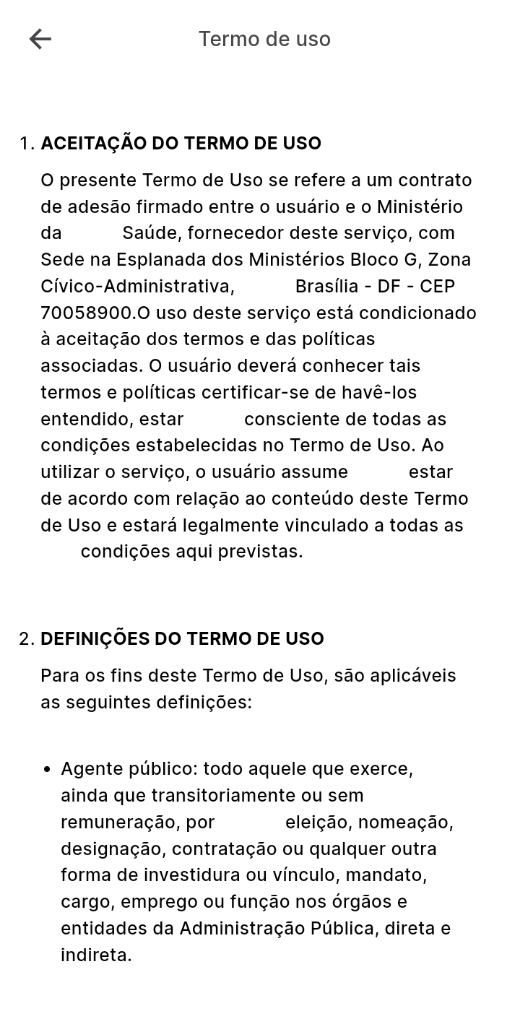 Termo de uso
1. ACEITAÇÃO DO TERMO DE USO
O presente Termo de Uso se refere a um contrato
de adesão firmado entre o usuário e o Ministério
da Saúde, fornecedor deste serviço, com
Sede na Esplanada dos Ministérios Bloco G, Zona
Cívico-Administrativa, Brasília - DF - CEP
70058900.O uso deste serviço está condicionado
à aceitação dos termos e das políticas
associadas. O usuário deverá conhecer tais
termos e políticas certificar-se de havê-los
entendido, estar consciente de todas as
condições estabelecidas no Termo de Uso. Ao
utilizar o serviço, o usuário assume estar
de acordo com relação ao conteúdo deste Termo
de Uso e estará legalmente vinculado a todas as
condições aqui previstas.
2. DEFINIÇÕES DO TERMO DE USO
Para os fins deste Termo de Uso, são aplicáveis
as seguintes definições:
• Agente público: todo aquele que exerce,
ainda que transitoriamente ou sem
remuneração, por eleição, nomeação,
designação, contratação ou qualquer outra
forma de investidura ou vínculo, mandato,
cargo, emprego ou função nos órgãos e
entidades da Administração Pública, direta e
indireta.